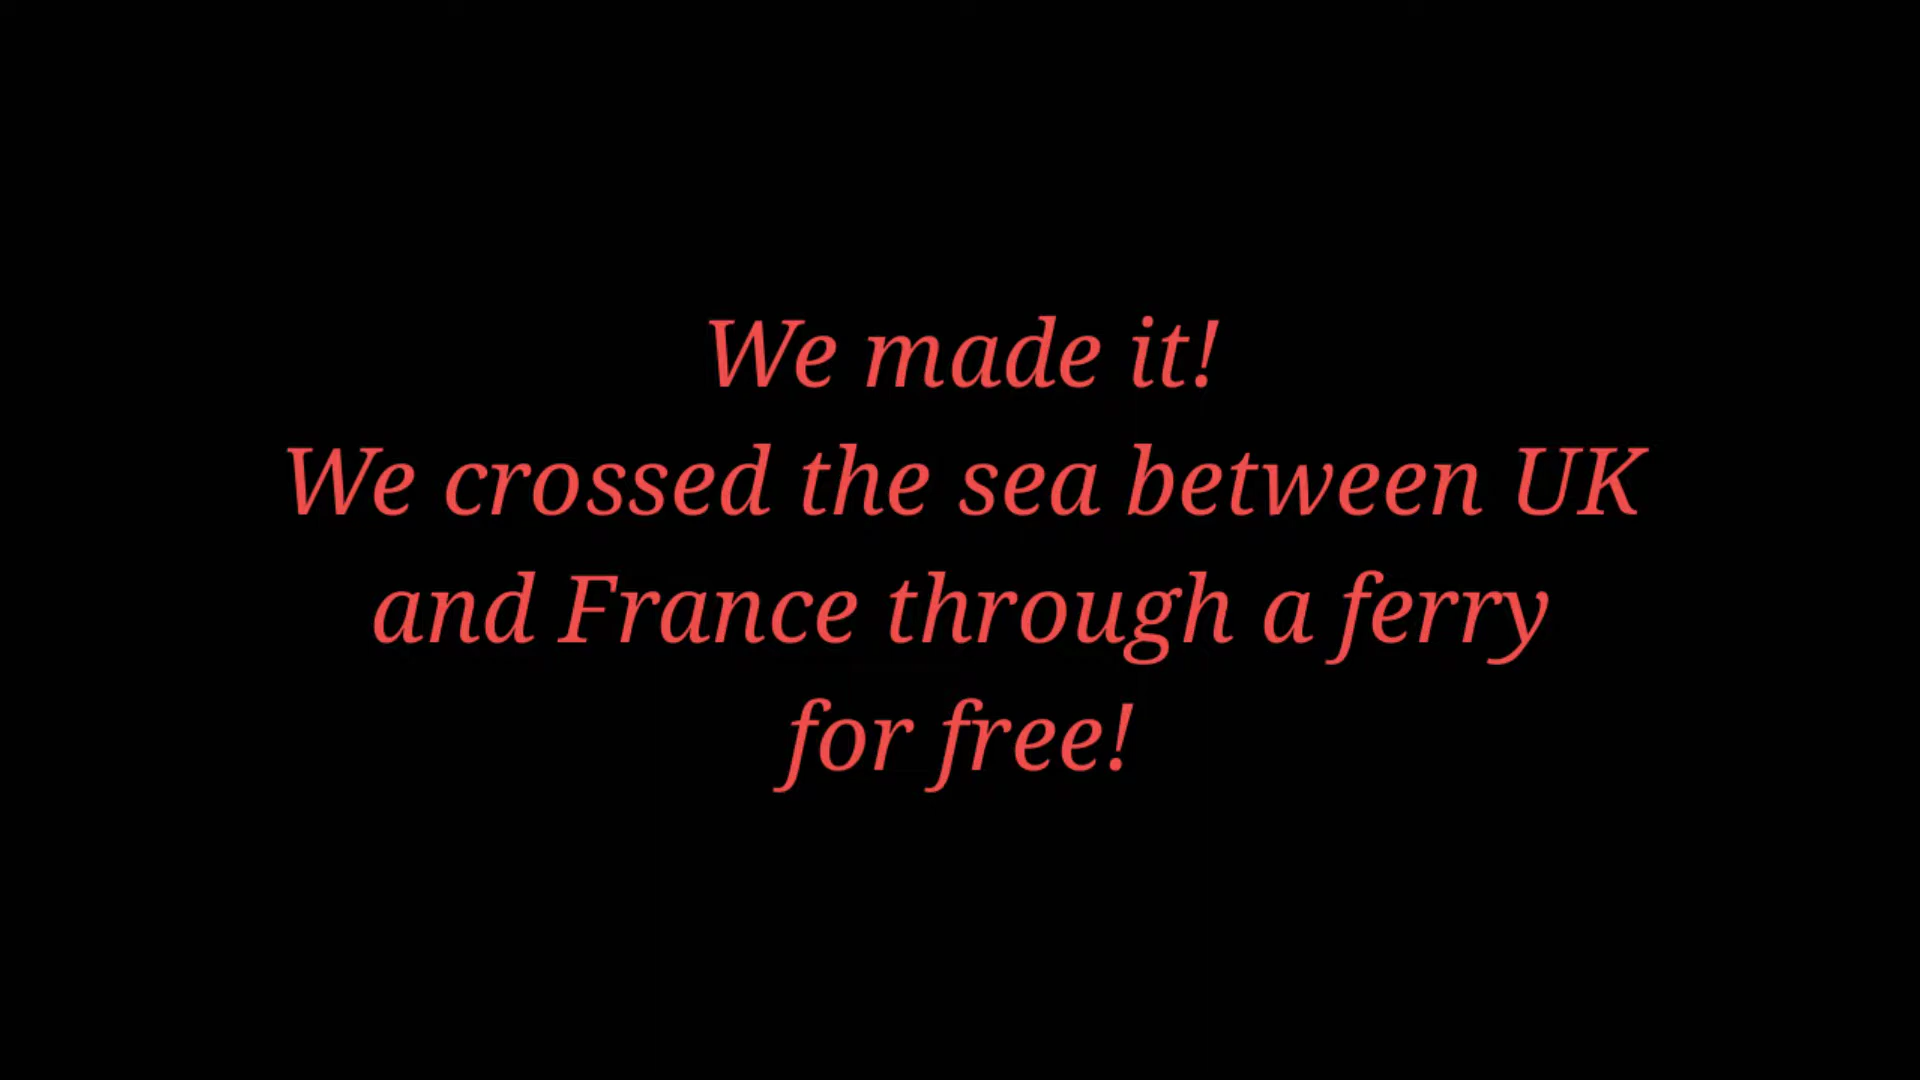 We made it!
We crossed the sea between UK
and France through a ferry
for free!